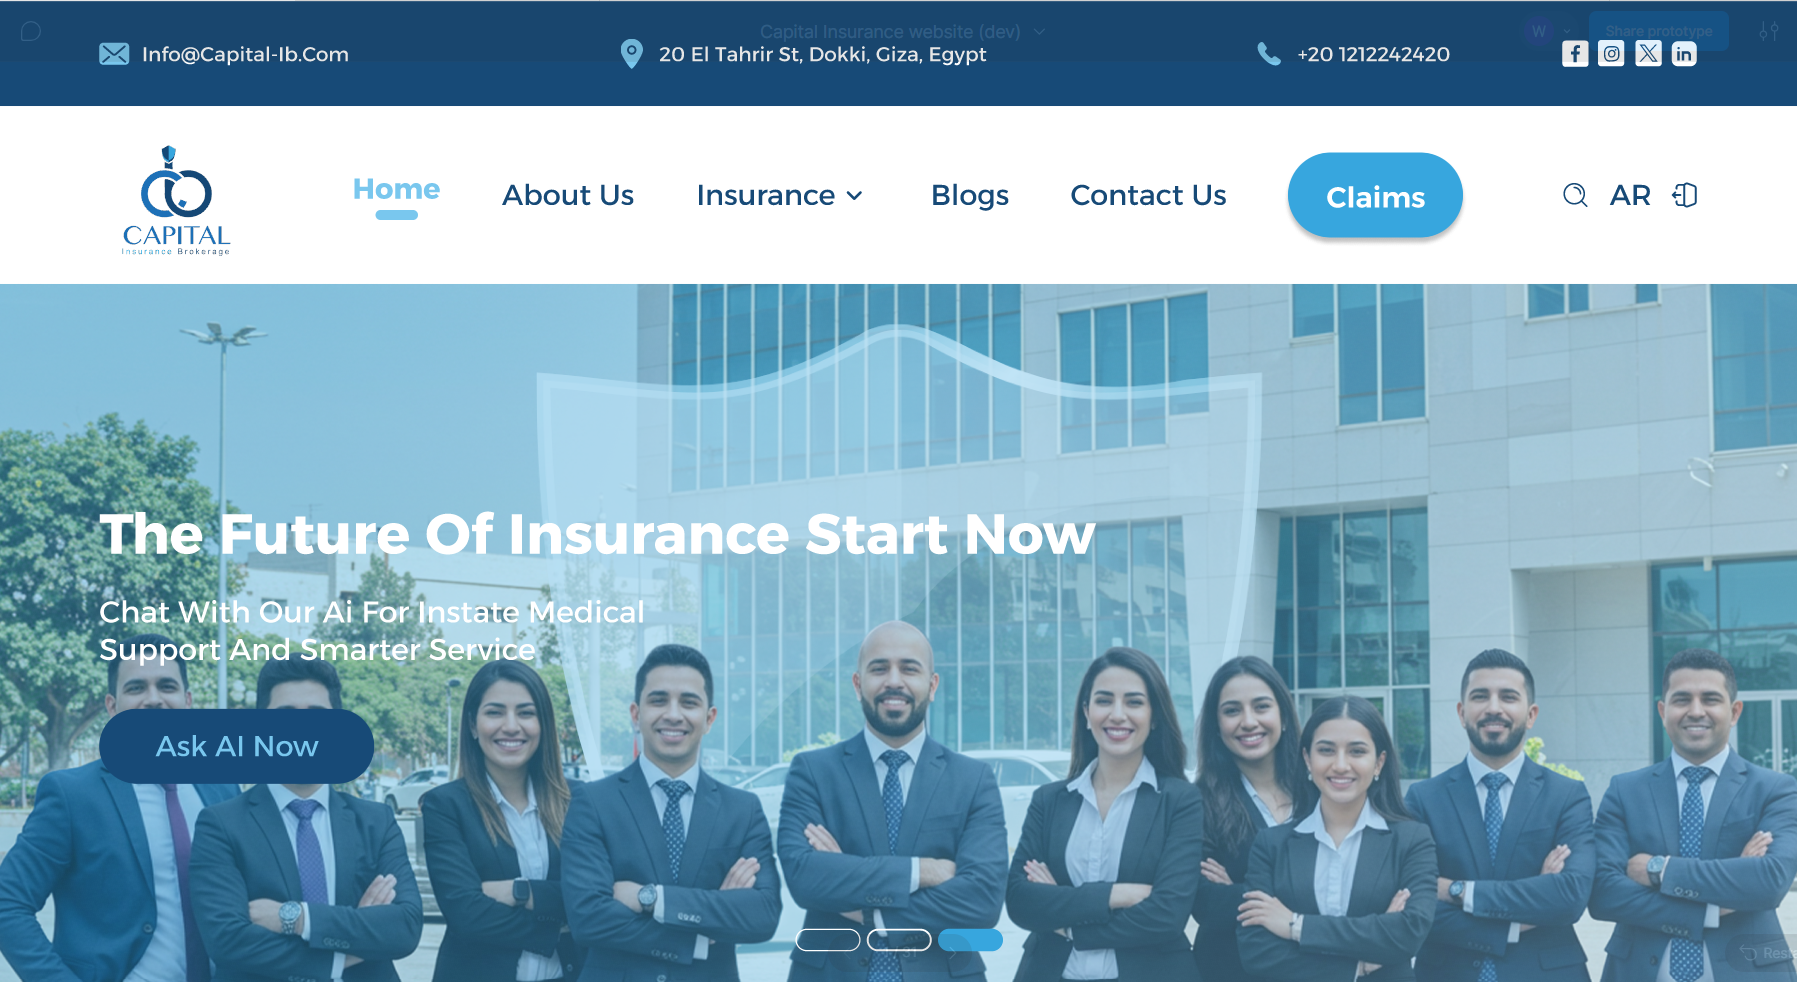 Capital Insurance website (dev)
W
Share prototype
Info@Capital-Ib.Com
20 El Tahrir St, Dokki, Giza, Egypt
+20 1212242420
CAPITAL
Insurance Brokerage
Home
About Us
Insurance
Blogs
Contact Us
Claims
AR
The Future Of Insurance Start Now
Chat With Our Ai For Instate Medical
Support And Smarter Service
Ask AI Now